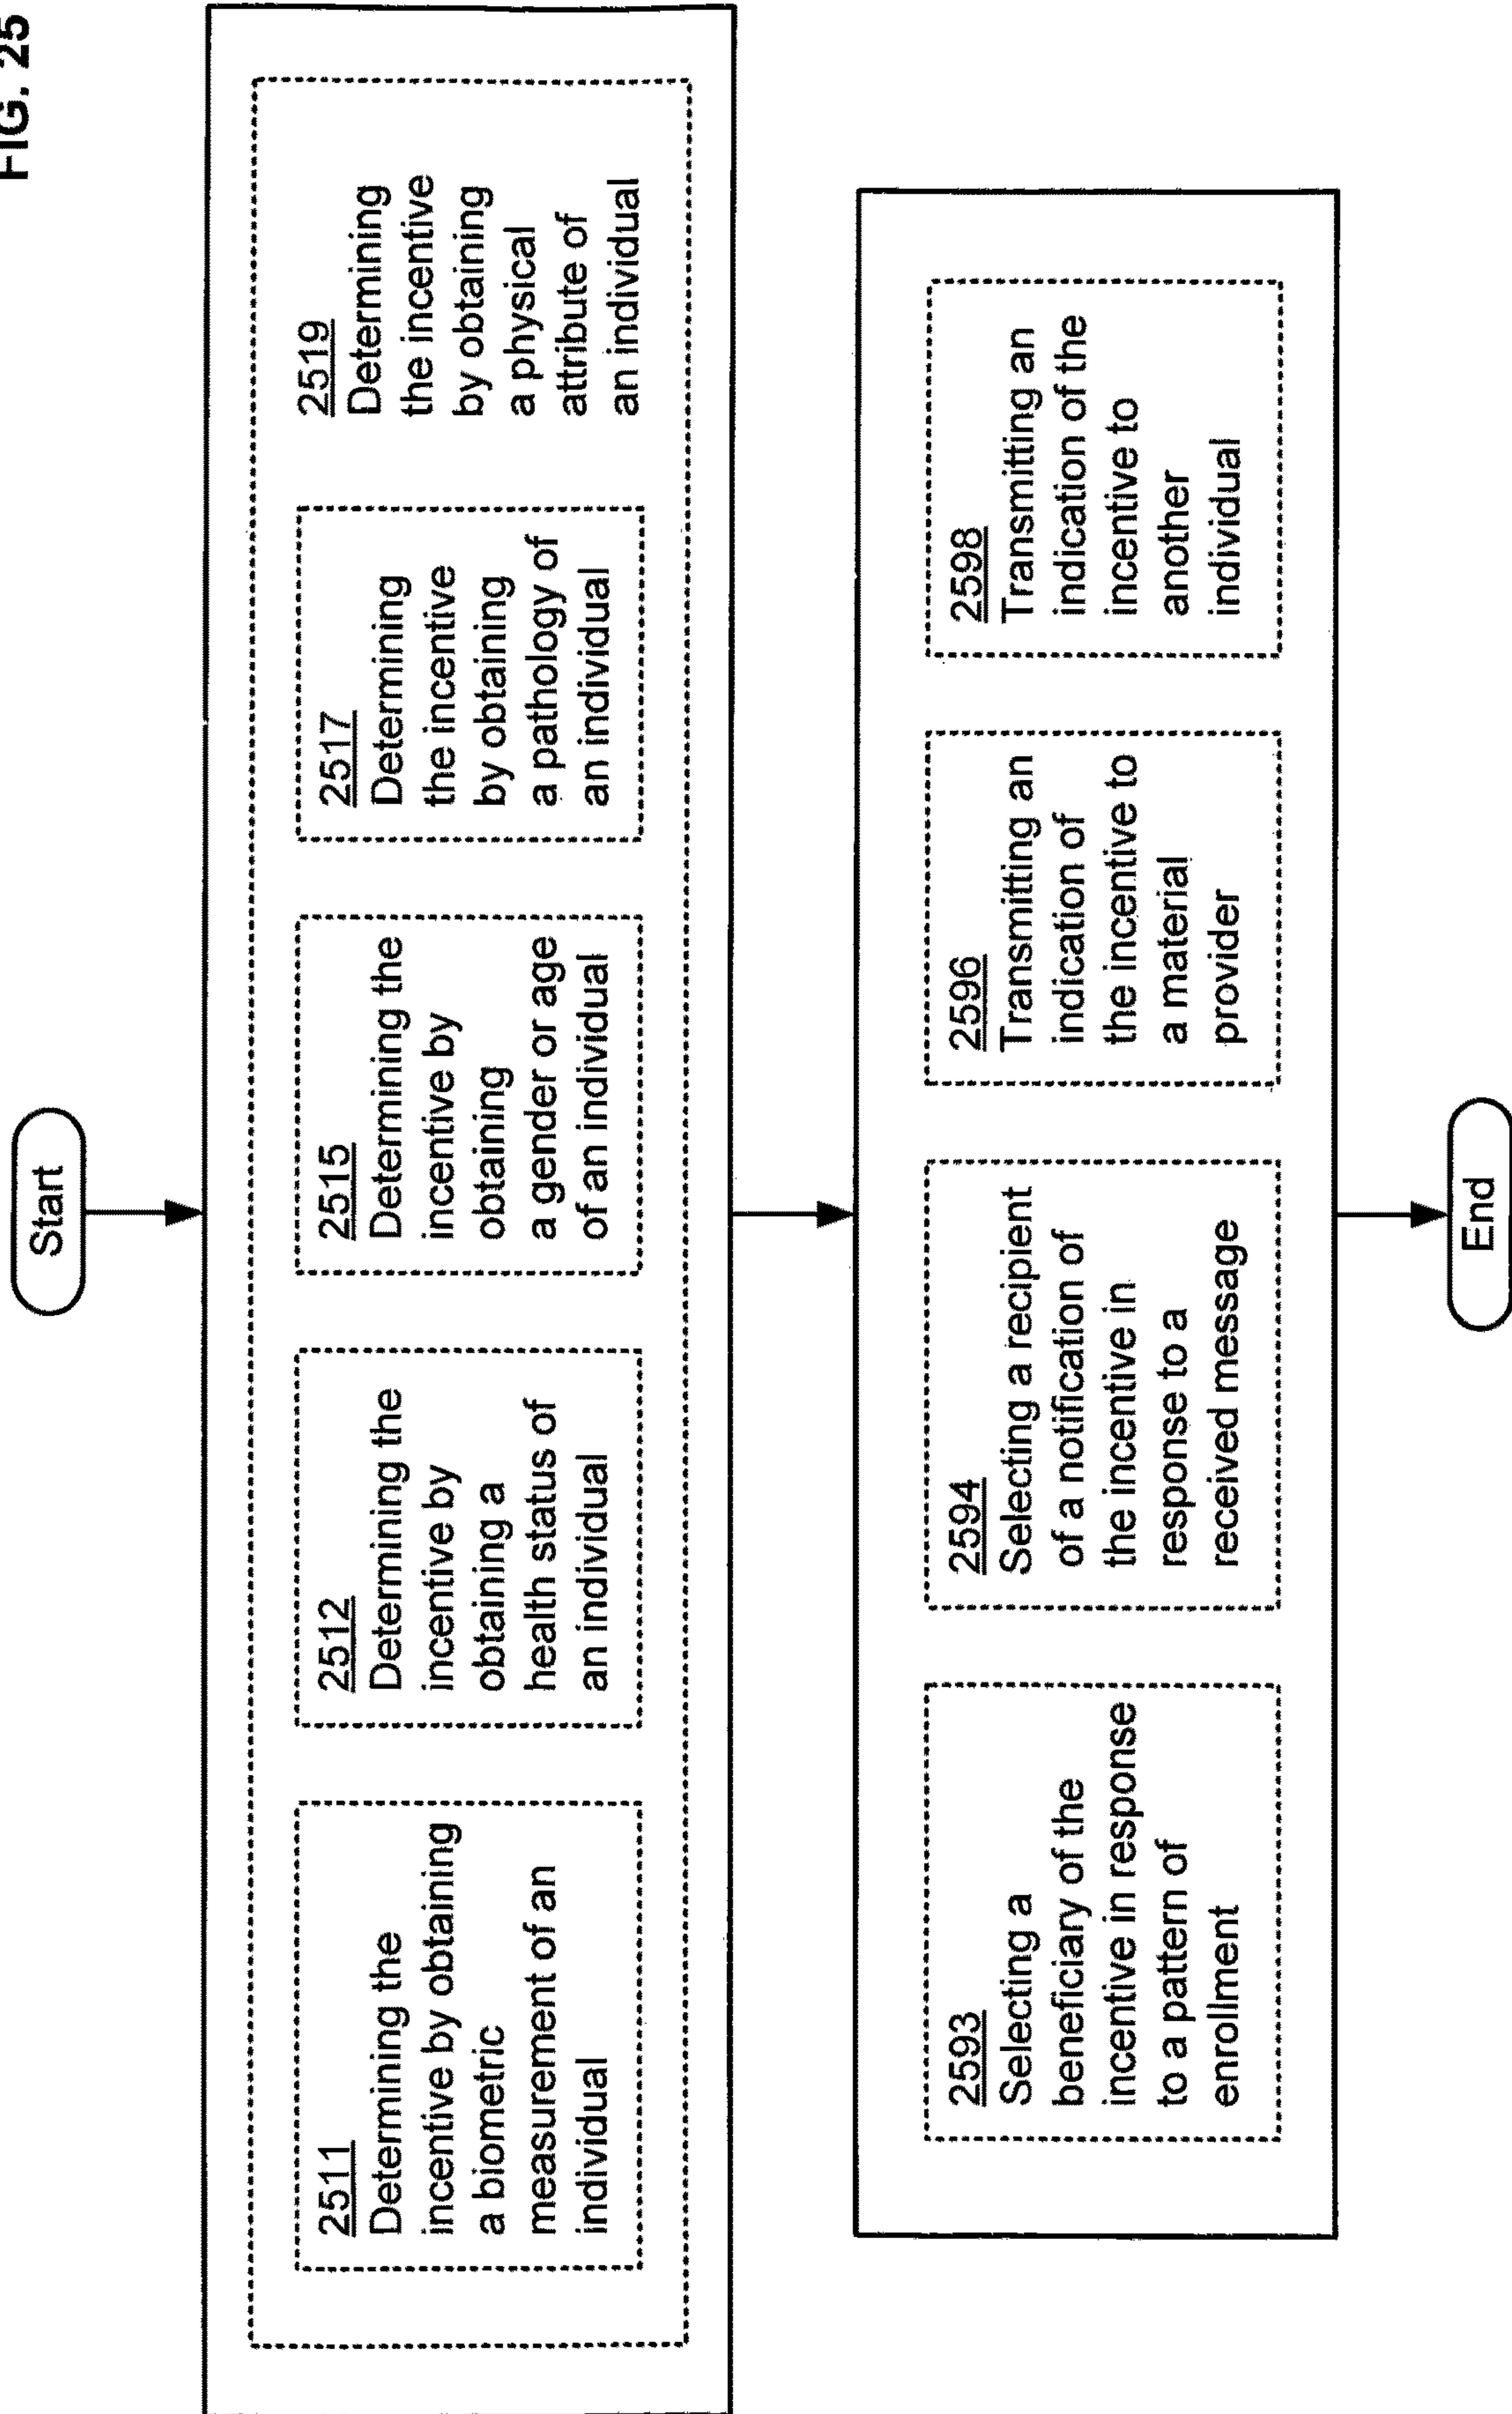 FIG. 25
Start
2511
Determining the
incentive by obtaining
a biometric
measurement of an
individual
2512
Determining the
incentive by
obtaining a
health status of
an individual
2515
Determining the
incentive by
obtaining
a gender or age
of an individual
2517
Determining
the incentive
by obtaining
a pathology of
an individual
2519
Determining
the incentive
by obtaining
a physical
attribute of
an individual
2593
Selecting a
beneficiary of the
incentive in response
to a pattern of
enrollment
2594
Selecting a recipient
of a notification of
the incentive in
response to a
received message
2596
Transmitting an
indication of
the incentive to
a material
provider
2598
Transmitting an
indication of the
incentive to
another
individual
End